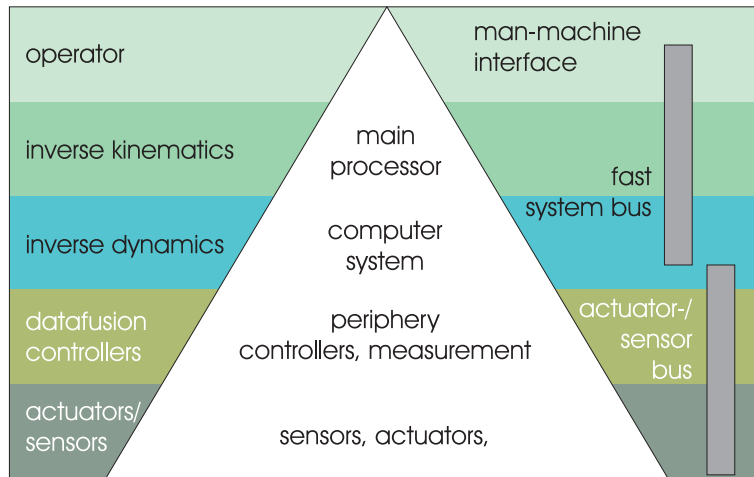 operator
man-machine
interface
inverse kinematics
main
processor
fast
system bus
inverse dynamics
computer
system
datafusion
controllers
periphery
controllers, measurement
actuator-/
sensor
bus
actuators/
sensors
sensors, actuators,